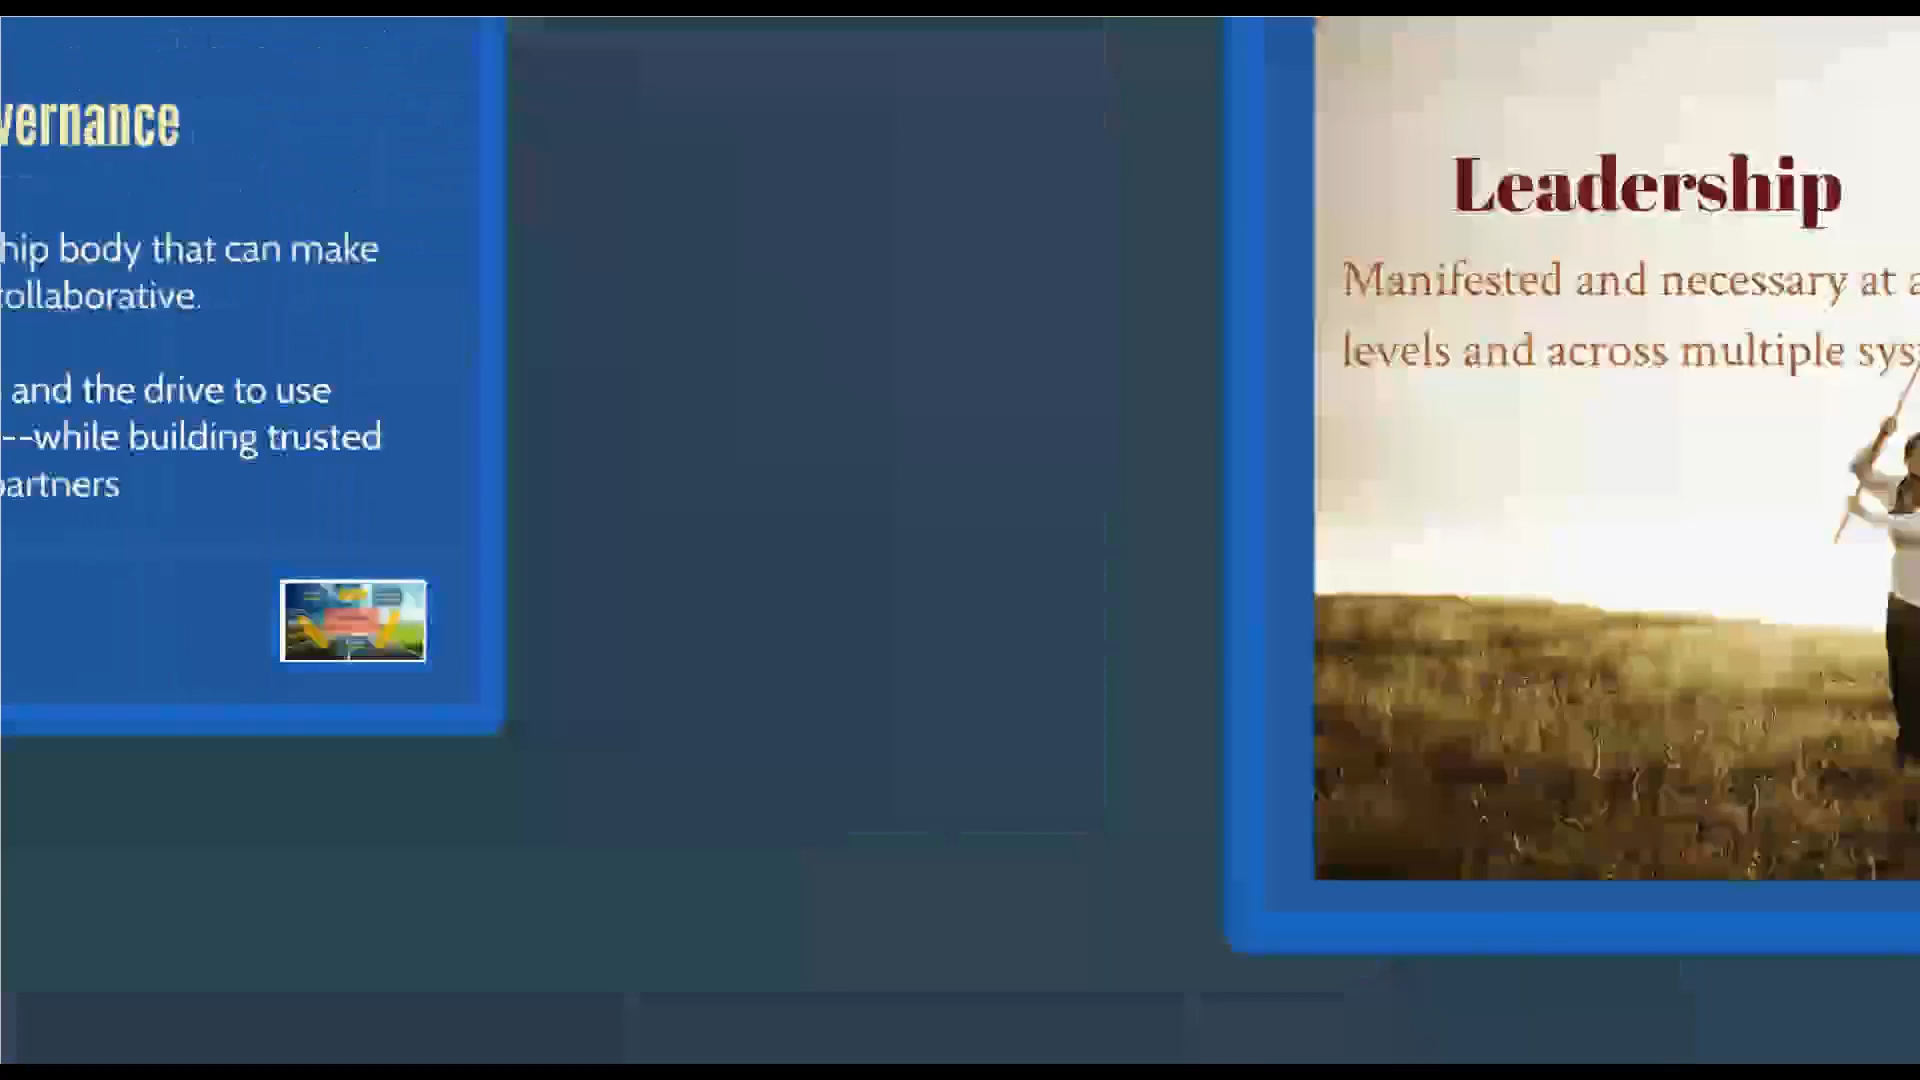 vernance
hip body that can make
collaborative.
and the drive to use
--while building trusted
partners
Leadership
Manifested and necessary at a
levels and across multiple sys